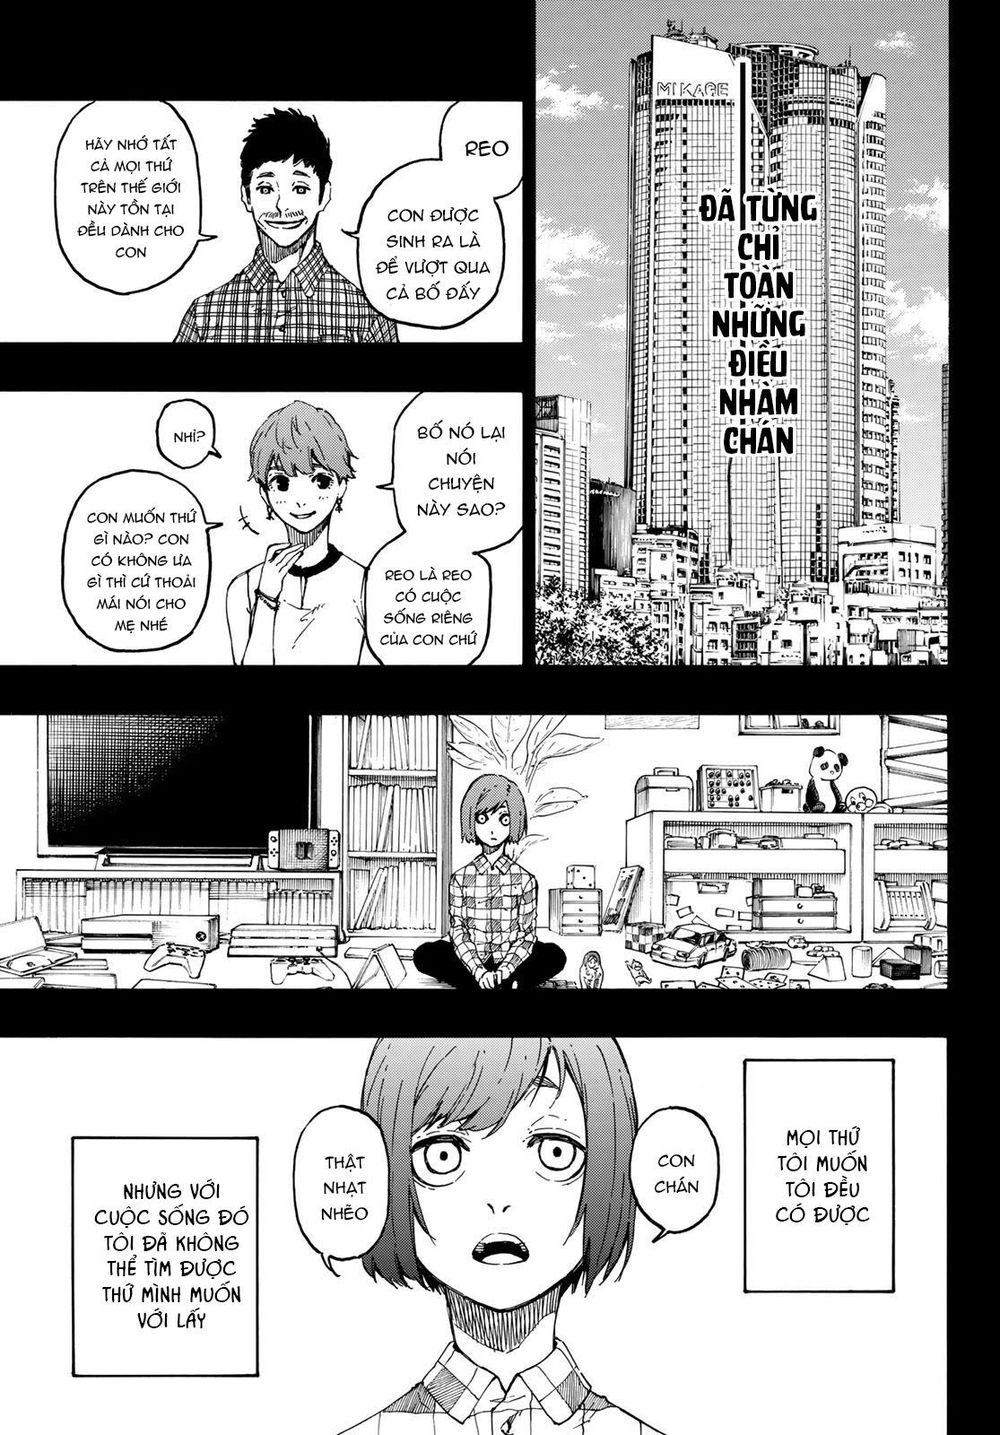 MIKAGE
ĐÃ TỪNG
CHỈ
TOÀN
NHỮNG
ĐIỀU
NHÀM
CHÁN
REO
CON ĐƯỢC
SINH RA LÀ
ĐỂ VƯỢT QUA
CẢ BỐ ĐẤY
HÃY NHỚ TẤT
CẢ MỌI THỨ
TRÊN THẾ GIỚI
NÀY TỒN TẠI
ĐỀU DÀNH CHO
CON
BỐ NÓ LẠI
NÓI
CHUYỆN
NÀY SAO?
REO LÀ REO
CÓ CUỘC
SỐNG RIÊNG
CỦA CON CHỨ
NHỈ?
CON MUỐN THỨ
GÌ NÀO? CON
CÓ KHÔNG ƯA
GÌ THÌ CỨ THOẢI
MÁI NÓI CHO
MẸ NHÉ
MỌI THỨ
TÔI MUỐN
TÔI ĐỀU
CÓ ĐƯỢC
CON
CHÁN
THẬT
NHẠT
NHẼO
NHƯNG VỚI
CUỘC SỐNG ĐÓ
TÔI ĐÃ KHÔNG
THỂ TÌM ĐƯỢC
THỨ MÌNH MUỐN
VỚI LẤY